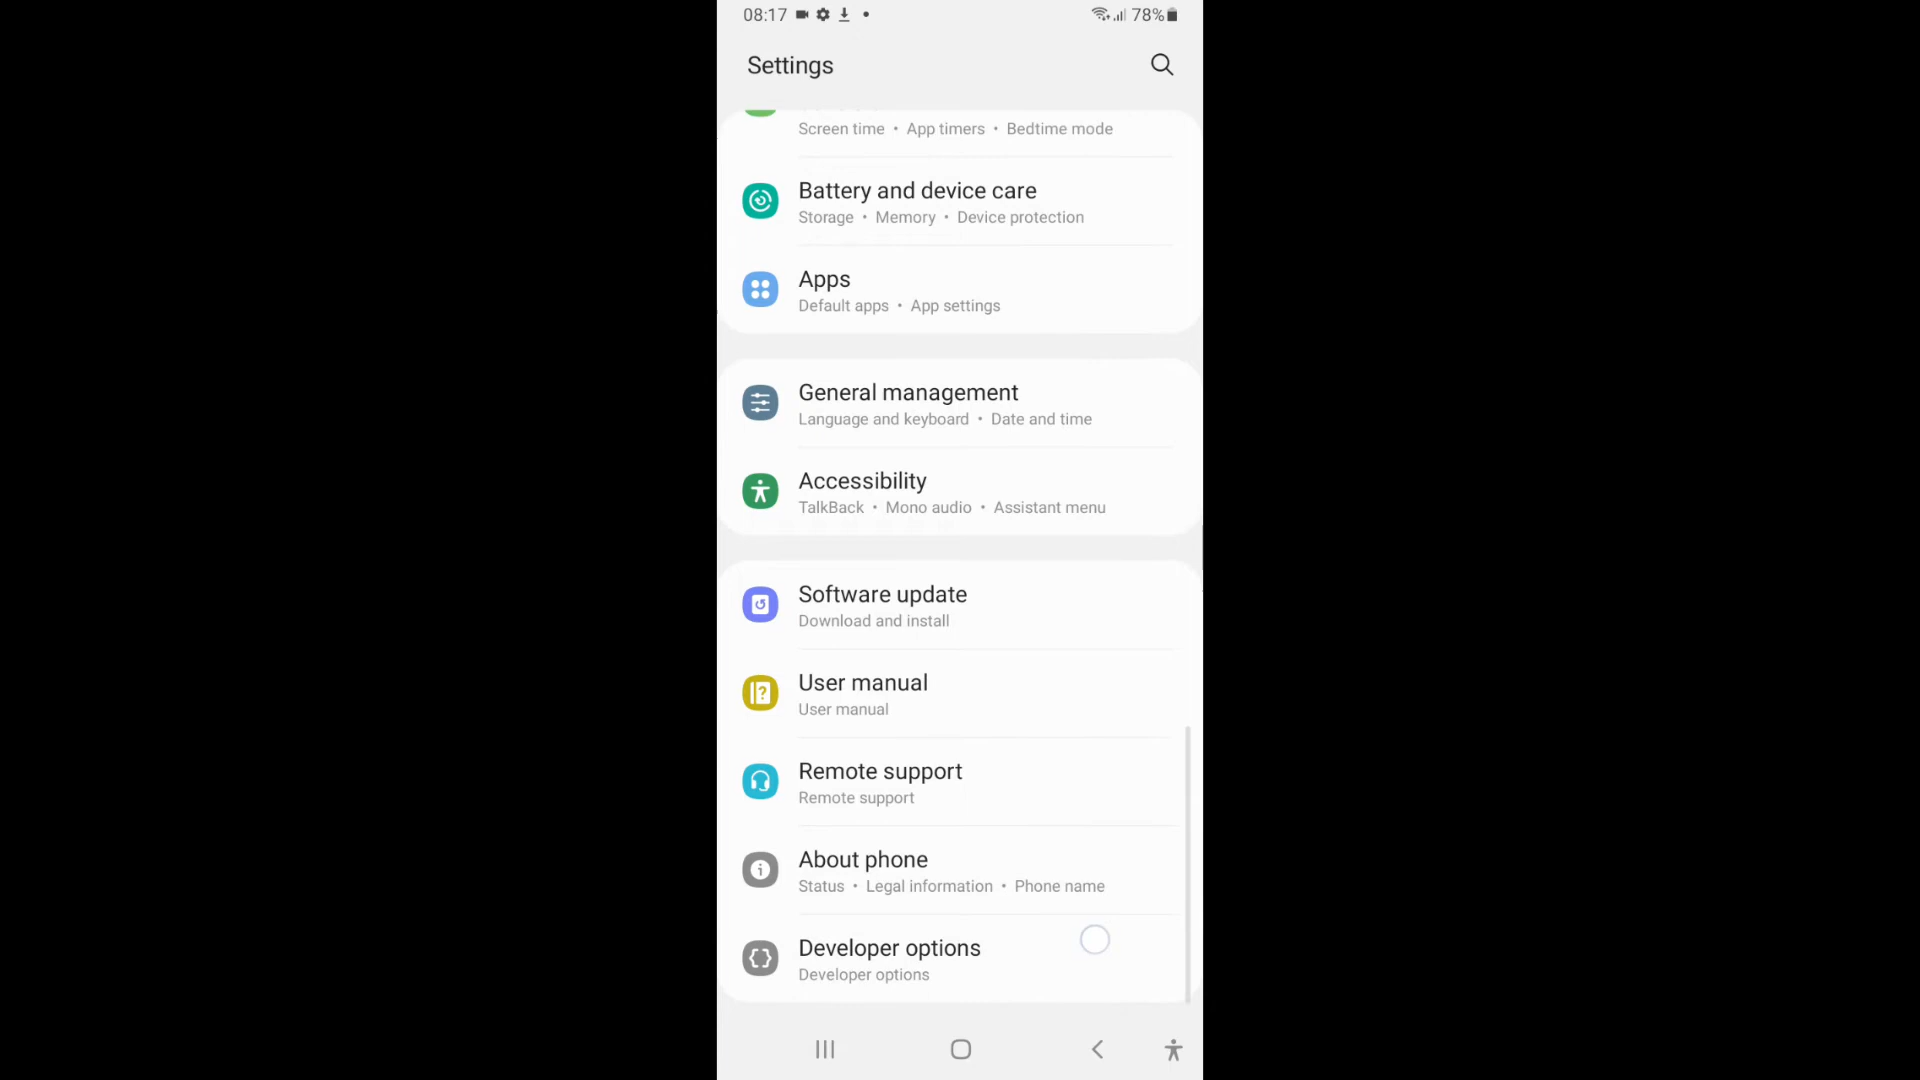 08:17
78%
Settings
Screen time • App timers • Bedtime mode
Battery and device care
Storage • Memory • Device protection
Apps
Default apps • App settings
General management
Language and keyboard • Date and time
Accessibility
TalkBack • Mono audio • Assistant menu
Software update
Download and install
User manual
User manual
Remote support
Remote support
About phone
Status • Legal information • Phone name
Developer options
Developer options